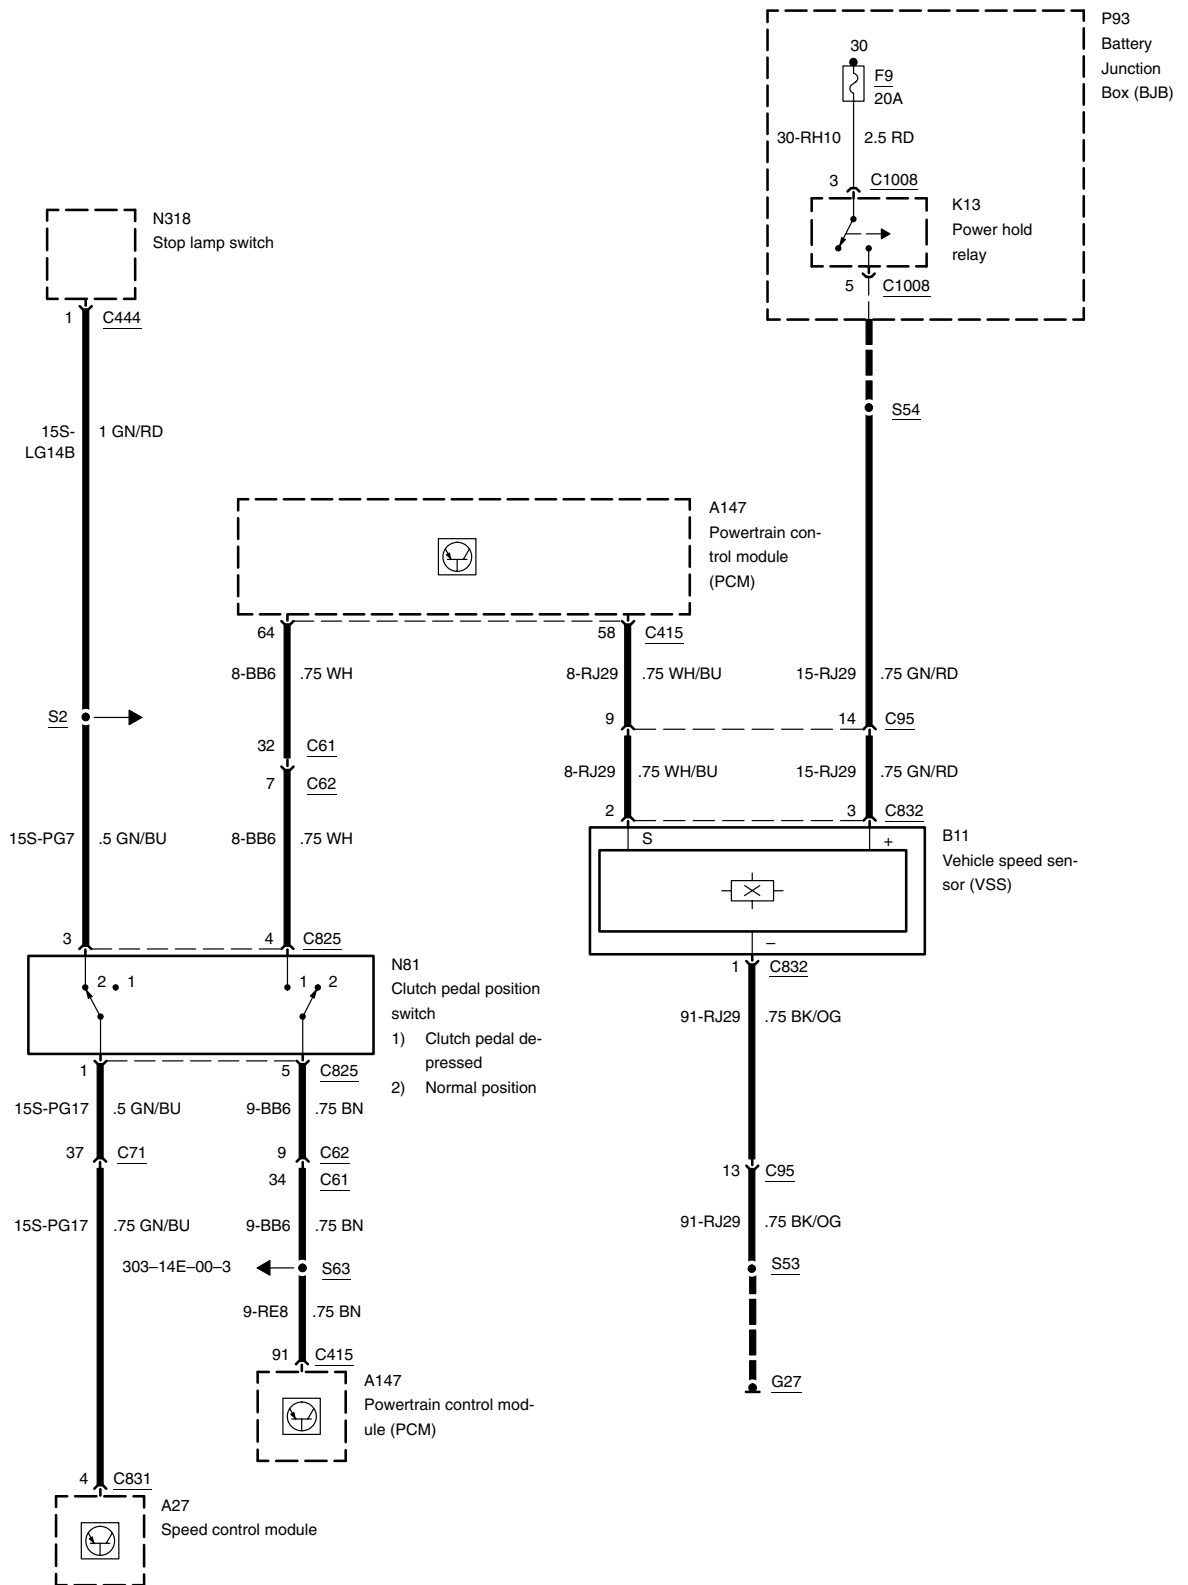 P93
Battery
Junction
Box (BJB)
30
F9
20A
30-RH10 2.5 RD
3 C1008
K13
Power hold
relay
5 C1008
N318
Stop lamp switch
1 C444
S54
15S-
LG14B
1 GN/RD
A147
Powertrain con-
trol module
(PCM)
64
58 C415
8-BB6 .75 WH
8-RJ29 .75 WH/BU
15-RJ29 .75 GN/RD
S2
9
14 C95
32 C61
7 C62
8-RJ29 .75 WH/BU
15-RJ29 .75 GN/RD
2
3 C832
15S-PG7 .5 GN/BU
8-BB6 .75 WH
S
+
B11
Vehicle speed sen-
sor (VSS)
–
1 C832
3
4 C825
2 1
1 2
N81
Clutch pedal position
switch
1) Clutch pedal de-
pressed
2) Normal position
1
5 C825
91-RJ29 .75 BK/OG
15S-PG17 .5 GN/BU
9-BB6 .75 BN
37 C71
9 C62
34 C61
13 C95
15S-PG17 .75 GN/BU
9-BB6 .75 BN
91-RJ29 .75 BK/OG
303–14E–00–3
S63
S53
9-RE8 .75 BN
91 C415
A147
Powertrain control mod-
ule (PCM)
G27
4 C831
A27
Speed control module